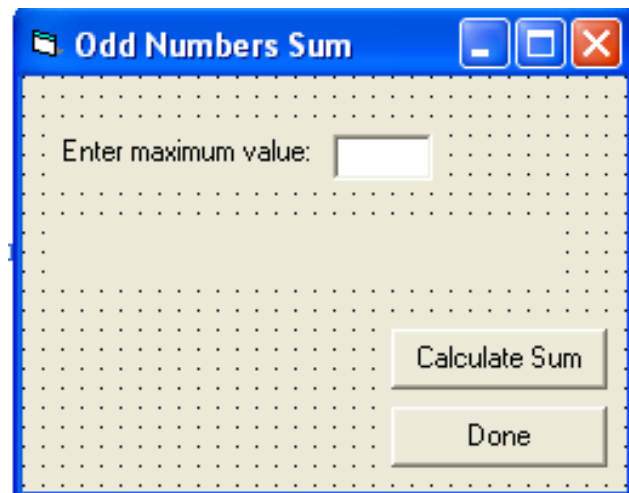 Odd Numbers Sum
Enter maximum value:
Calculate Sum
Done